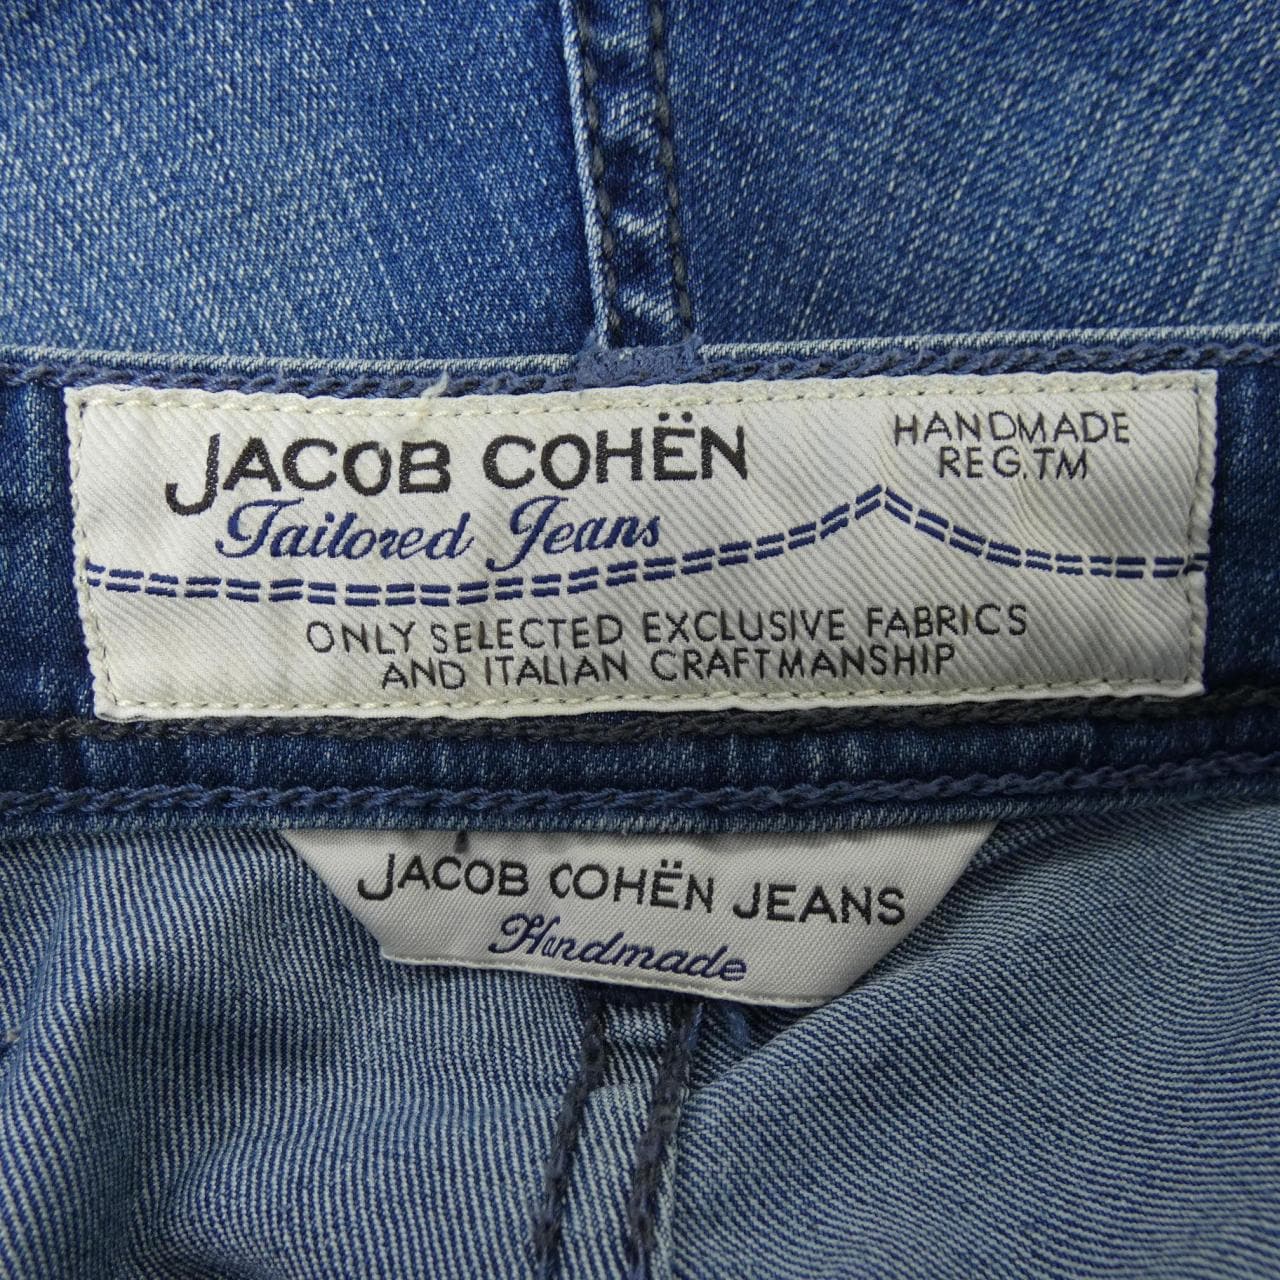 JACOB COHËN
Tailored Jeans
HANDMADE
REG.TM
ONLY SELECTED EXCLUSIVE FABRICS
AND ITALIAN CRAFTMANSHIP
JACOB COHËN JEANS
Handmade